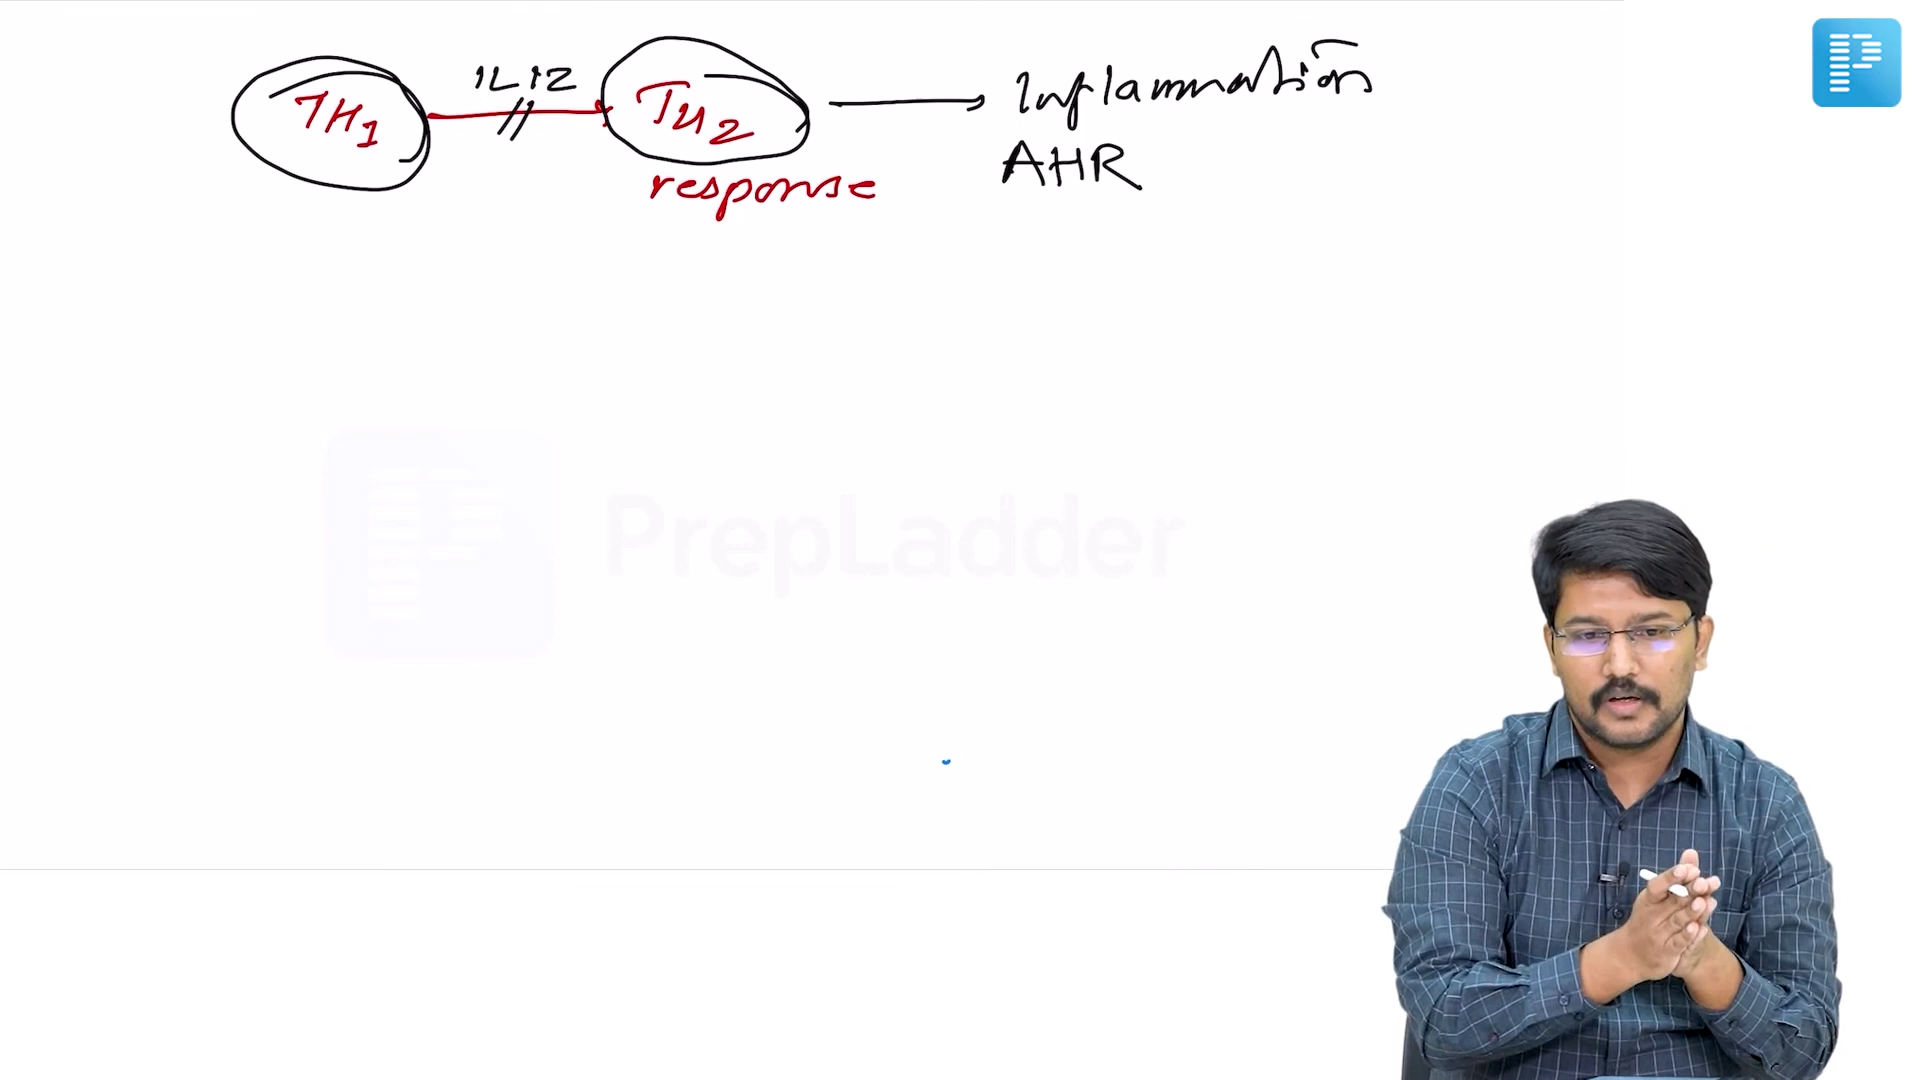 TH1 IL12 TH2 Inflammation
response AHR
PrepLadder